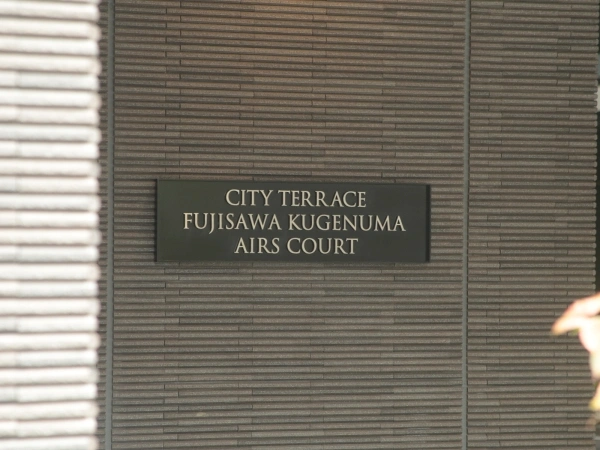 CITY TERRACE
FUJISAWA KUGENUMA
AIRS COURT